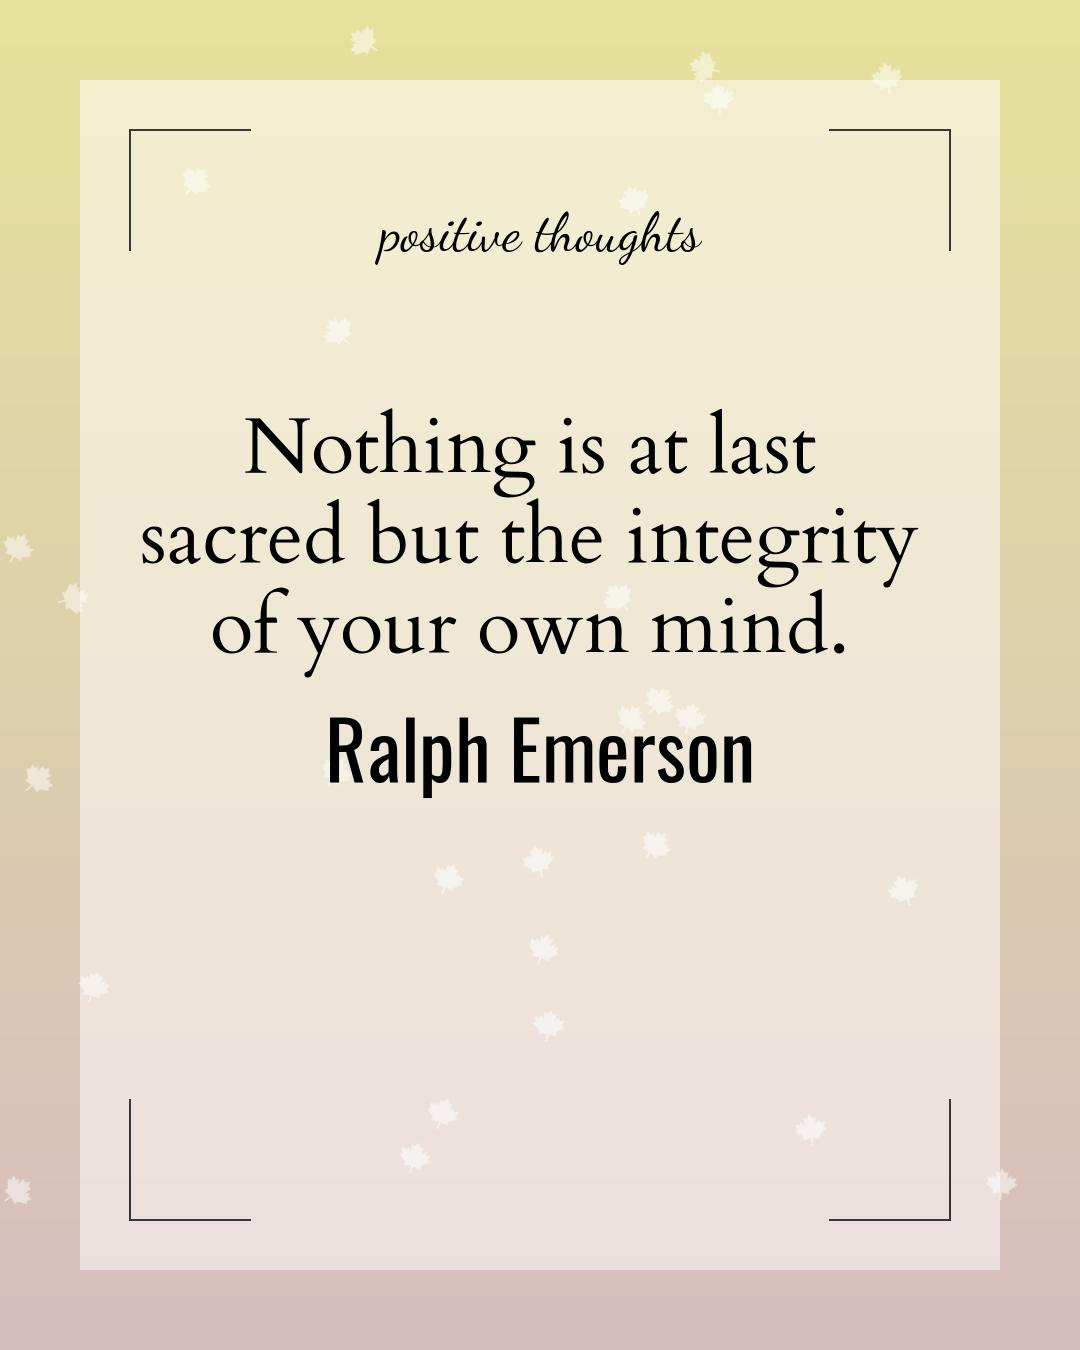 positive thoughts
Nothing is at last
sacred but the integrity
of your own mind.
Ralph Emerson